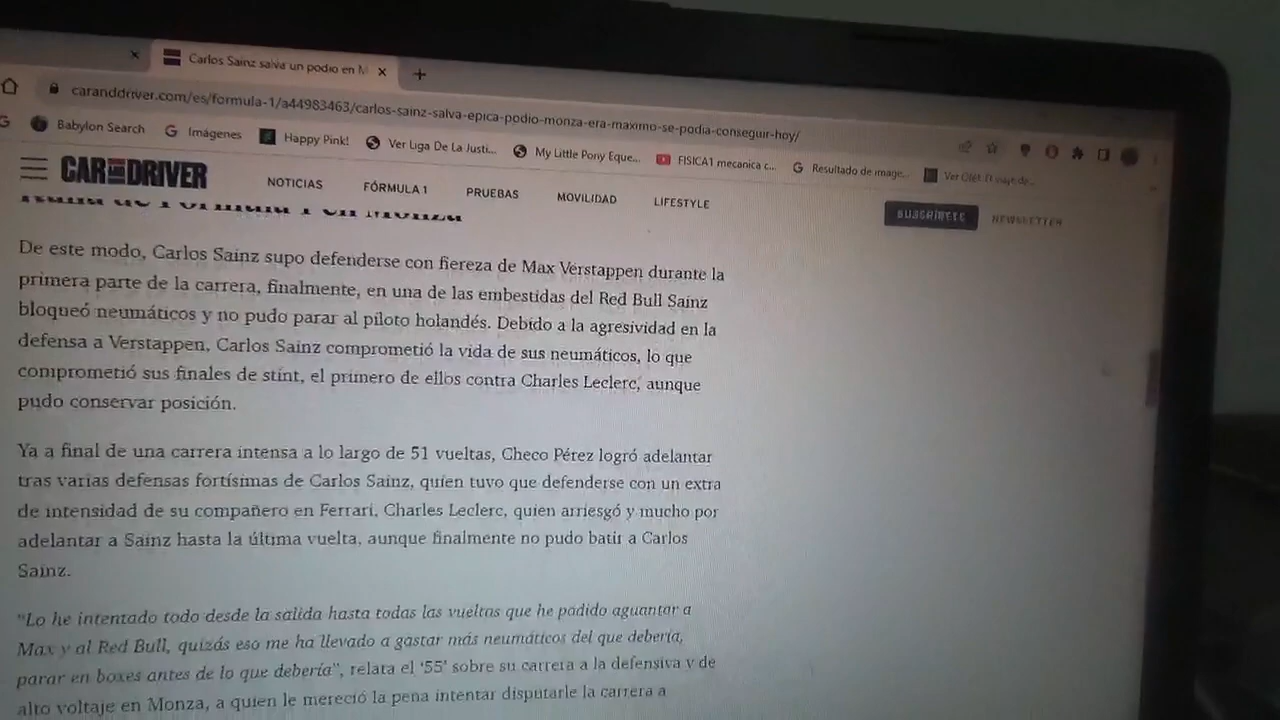 Carlos Sainz salva un podio en M
caranddriver.com/es/formula-1/a44983463/carlos-sainz-salva-epica-podio-monza-era-maximo-se-podia-conseguir-hoy/
Babylon Search Imágenes Happy Pink! Ver Liga De La Justi... My Little Pony Eque... FISICA1 mecanica c... Resultado de image...
CAR AND DRIVER NOTICIAS FÓRMULA 1 PRUEBAS MOVILIDAD LIFESTYLE SUSCRÍBETE NEWSLETTER
De este modo, Carlos Sainz supo defenderse con fiereza de Max Verstappen durante la
primera parte de la carrera, finalmente, en una de las embestidas del Red Bull Sainz
bloqueó neumáticos y no pudo parar al piloto holandés. Debido a la agresividad en la
defensa a Verstappen, Carlos Sainz comprometió la vida de sus neumáticos, lo que
comprometió sus finales de stint, el primero de ellos contra Charles Leclerc, aunque
pudo conservar posición.
Ya a final de una carrera intensa a lo largo de 51 vueltas, Checo Pérez logró adelantar
tras varias defensas fortísimas de Carlos Sainz, quien tuvo que defenderse con un extra
de intensidad de su compañero en Ferrari, Charles Leclerc, quien arriesgó y mucho por
adelantar a Sainz hasta la última vuelta, aunque finalmente no pudo batir a Carlos
Sainz.
"Lo he intentado todo desde la salida hasta todas las vueltas que he podido aguantar a
Max y al Red Bull, quizás eso me ha llevado a gastar más neumáticos del que debería,
parar en boxes antes de lo que debería", relata el '55' sobre su carrera a la defensiva y de
alto voltaje en Monza, a quien le mereció la pena intentar disputarle la carrera a